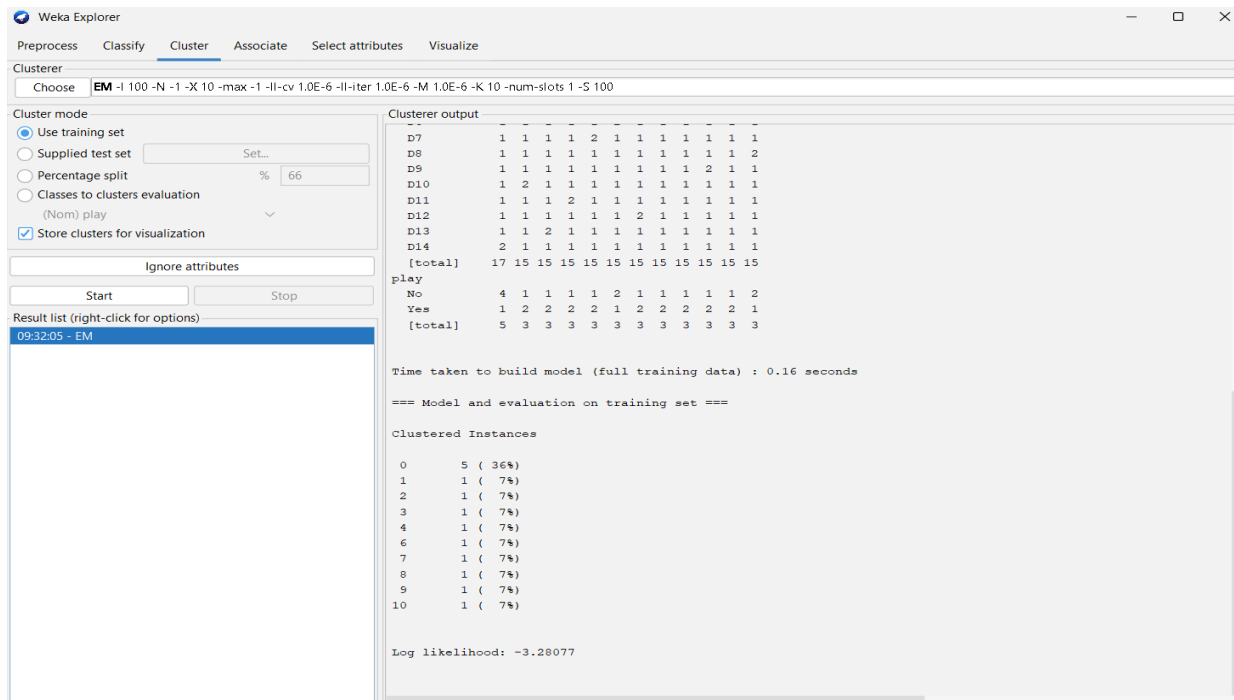 Weka Explorer
Preprocess Classify Cluster Associate Select attributes Visualize
Clusterer
Choose EM -I 100 -N -1 -X 10 -max -1 -ll-cv 1.0E-6 -ll-iter 1.0E-6 -M 1.0E-6 -K 10 -num-slots 1 -S 100
Cluster mode
Use training set
Supplied test set Set...
Percentage split % 66
Classes to clusters evaluation
(Nom) play
Store clusters for visualization
Ignore attributes
Start Stop
Result list (right-click for options)
09:32:05 - EM
Clusterer output
D7 1 1 1 1 2 1 1 1 1 1 1 1
D8 1 1 1 1 1 1 1 1 1 1 1 2
D9 1 1 1 1 1 1 1 1 1 2 1 1
D10 1 2 1 1 1 1 1 1 1 1 1 1
D11 1 1 1 2 1 1 1 1 1 1 1 1
D12 1 1 1 1 1 1 2 1 1 1 1 1
D13 1 1 2 1 1 1 1 1 1 1 1 1
D14 2 1 1 1 1 1 1 1 1 1 1 1
[total] 17 15 15 15 15 15 15 15 15 15 15 15
play
No 4 1 1 1 1 2 1 1 1 1 1 2
Yes 1 2 2 2 2 1 2 2 2 2 2 1
[total] 5 3 3 3 3 3 3 3 3 3 3 3
Time taken to build model (full training data) : 0.16 seconds
=== Model and evaluation on training set ===
Clustered Instances
0 5 ( 36%)
1 1 ( 7%)
2 1 ( 7%)
3 1 ( 7%)
4 1 ( 7%)
6 1 ( 7%)
7 1 ( 7%)
8 1 ( 7%)
9 1 ( 7%)
10 1 ( 7%)
Log likelihood: -3.28077